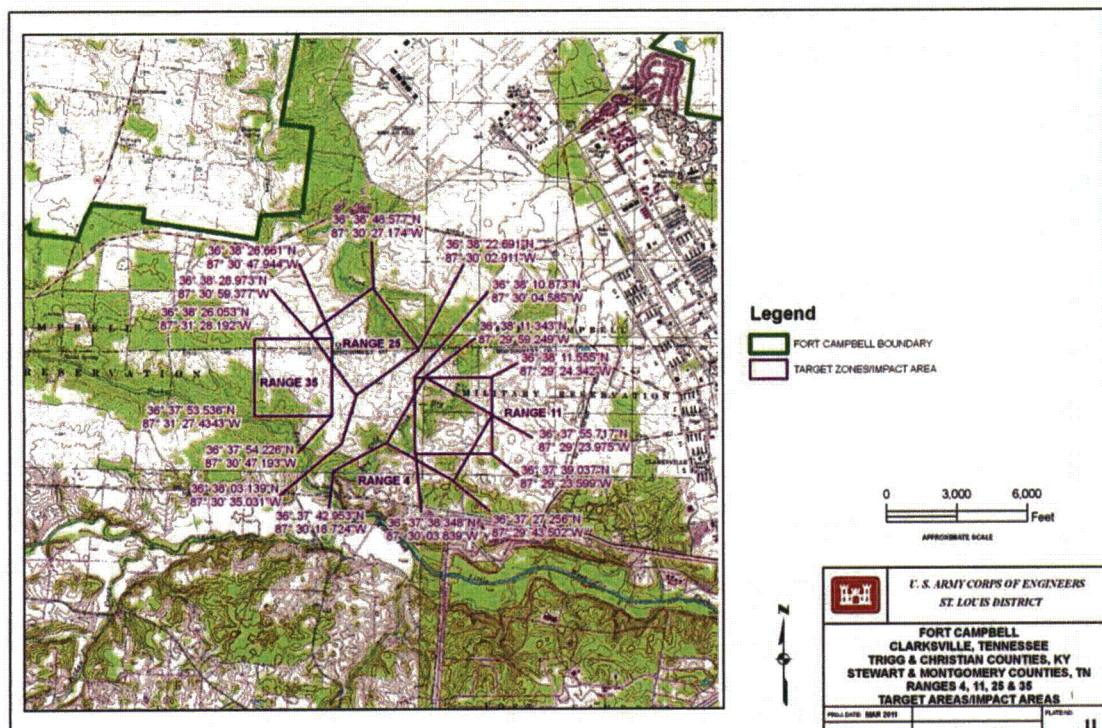 36° 38' 48.577"N
87° 30' 27.174"W
36° 38' 22.691"N
87° 30' 02.911"W
36° 38' 26.661"N
87° 30' 47.944"W
36° 38' 10.873"N
87° 30' 04.585"W
36° 38' 28.973"N
87° 30' 59.377"W
36° 38' 26.053"N
87° 31' 28.192"W
36° 38' 11.343"N
87° 29' 59.249"W
36° 38' 11.555"N
87° 29' 24.342"W
RANGE 25
RANGE 35
RANGE 11
RANGE 4
MILITARY RESERVATION
RESERVATION
36° 37' 53.536"N
87° 31' 27.4343"W
36° 37' 54.226"N
87° 30' 47.193"W
36° 38' 03.139"N
87° 30' 35.031"W
36° 37' 42.953"N
87° 30' 18.724"W
36° 37' 38.348"N
87° 30' 03.839"W
36° 37' 27.256"N
87° 29' 43.502"W
36° 37' 55.717"N
87° 29' 23.975"W
36° 37' 39.037"N
87° 29' 23.599"W
Legend
FORT CAMPBELL BOUNDARY
TARGET ZONES/IMPACT AREA
0 3,000 6,000
Feet
APPROXIMATE SCALE
N
U. S. ARMY CORPS OF ENGINEERS
ST. LOUIS DISTRICT
FORT CAMPBELL
CLARKSVILLE, TENNESSEE
TRIGG & CHRISTIAN COUNTIES, KY
STEWART & MONTGOMERY COUNTIES, TN
RANGES 4, 11, 25 & 35
TARGET AREAS/IMPACT AREAS
PROJ. DATE: MAR 2011
PLATE NO.